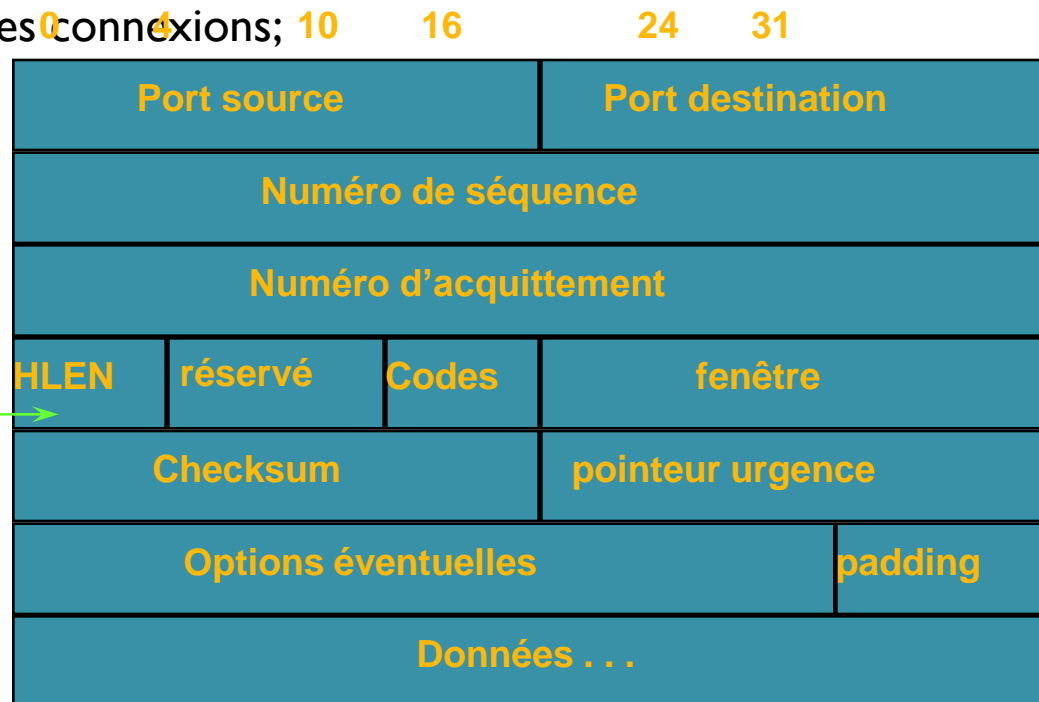 es connexions;
0 4 10 16 24 31
Port source Port destination
Numéro de séquence
Numéro d’acquittement
HLEN réservé Codes fenêtre
Checksum pointeur urgence
Options éventuelles padding
Données . . .